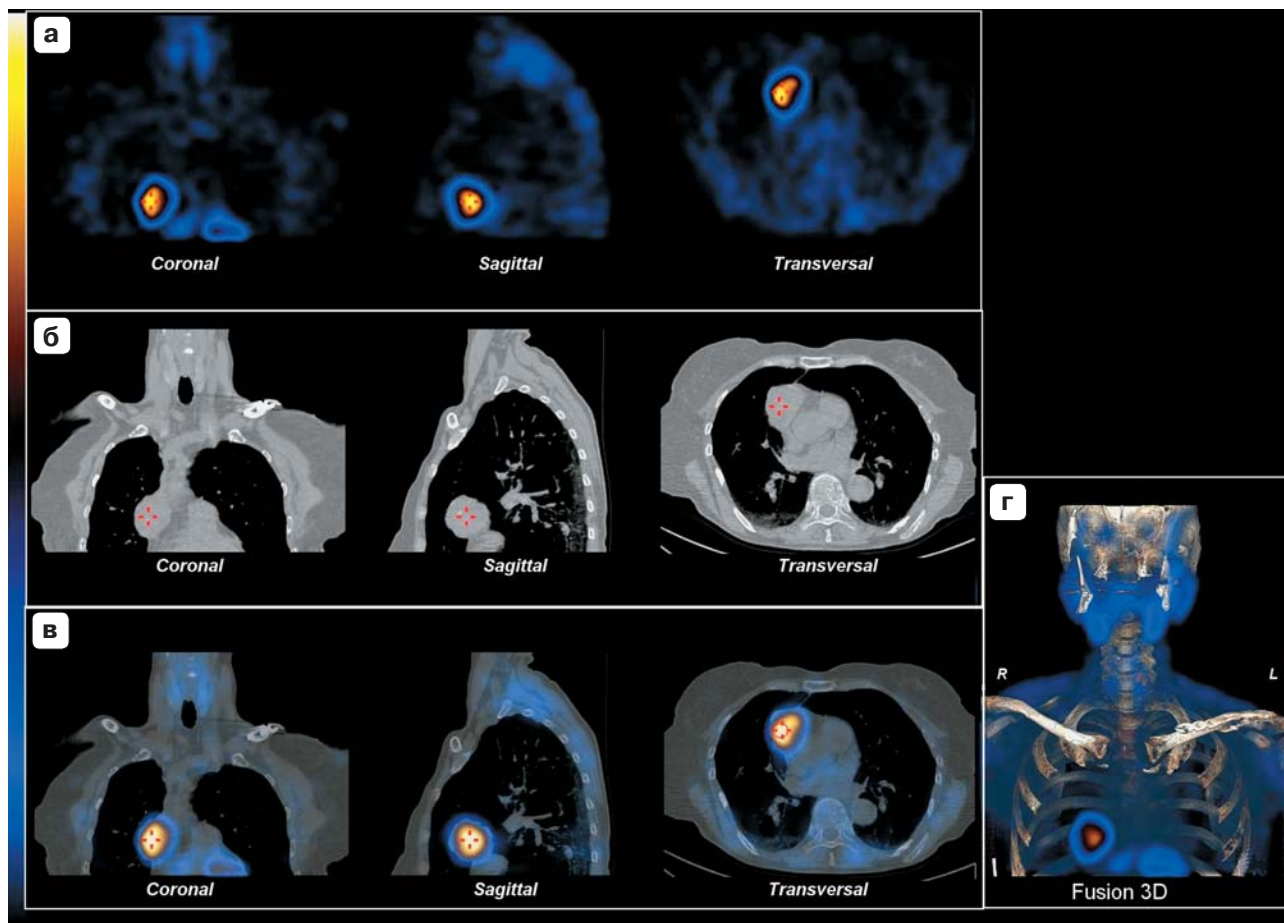 а
Coronal Sagittal Transversal
б
Coronal Sagittal Transversal
в
Coronal Sagittal Transversal
г
R L
Fusion 3D